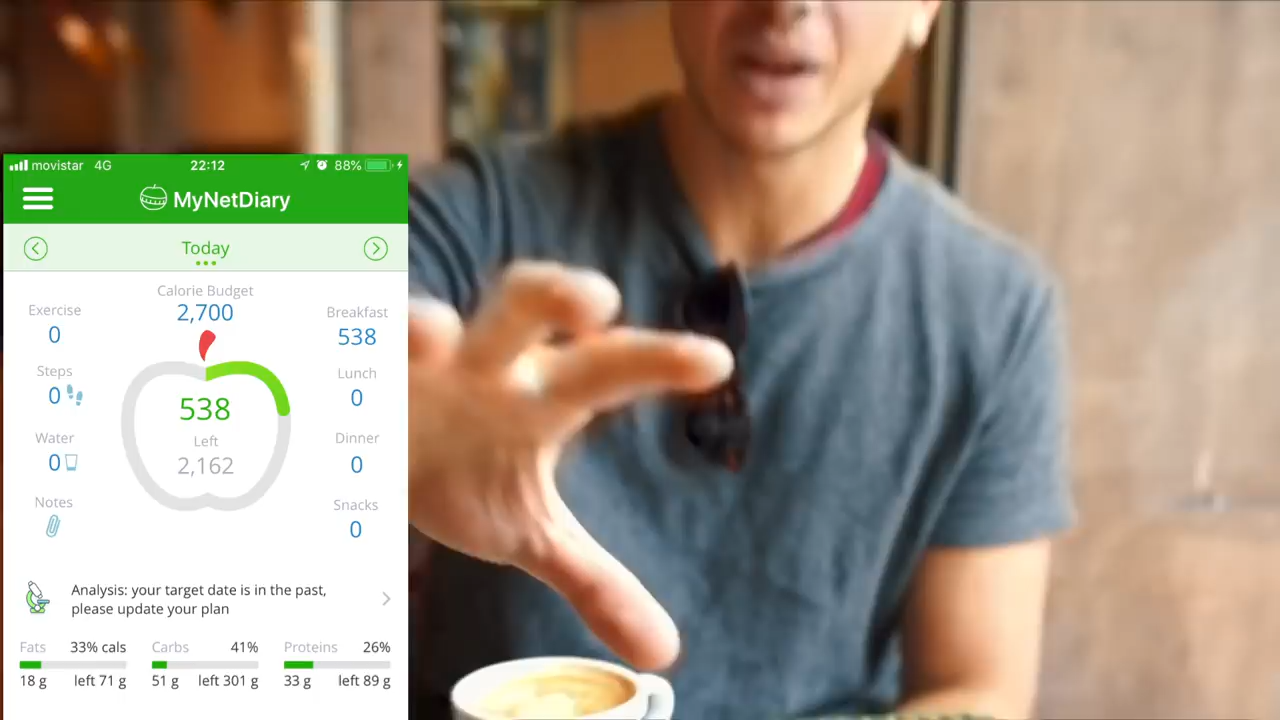 movistar 4G 22:12 88%
MyNetDiary
Today
Calorie Budget
2,700
Exercise
0
Breakfast
538
Steps
0
Lunch
0
538
Left
2,162
Water
0
Dinner
0
Notes
Snacks
0
Analysis: your target date is in the past,
please update your plan
Fats 33% cals
18 g left 71 g
Carbs 41%
51 g left 301 g
Proteins 26%
33 g left 89 g